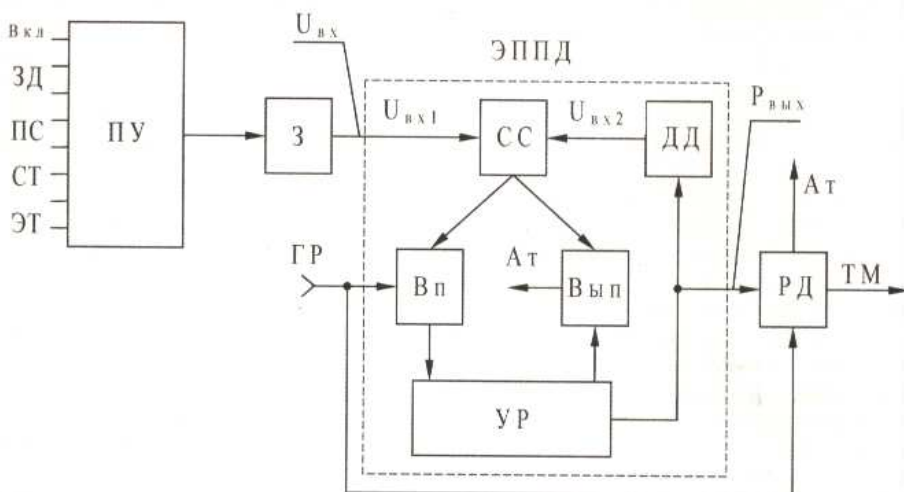 Вкл
ЗД
ПС
СТ
ЭТ
ПУ
З
Uвх
ЭППД
Uвх1
СС
Uвх2
ДД
Рвых
Ат
ГР
Вп
Ат
Вып
РД
ТМ
УР